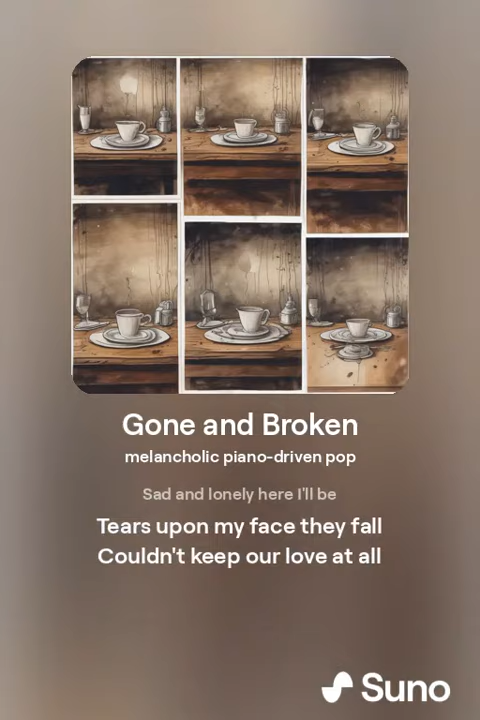 Gone and Broken
melancholic piano-driven pop
Sad and lonely here I'll be
Tears upon my face they fall
Couldn't keep our love at all
Suno